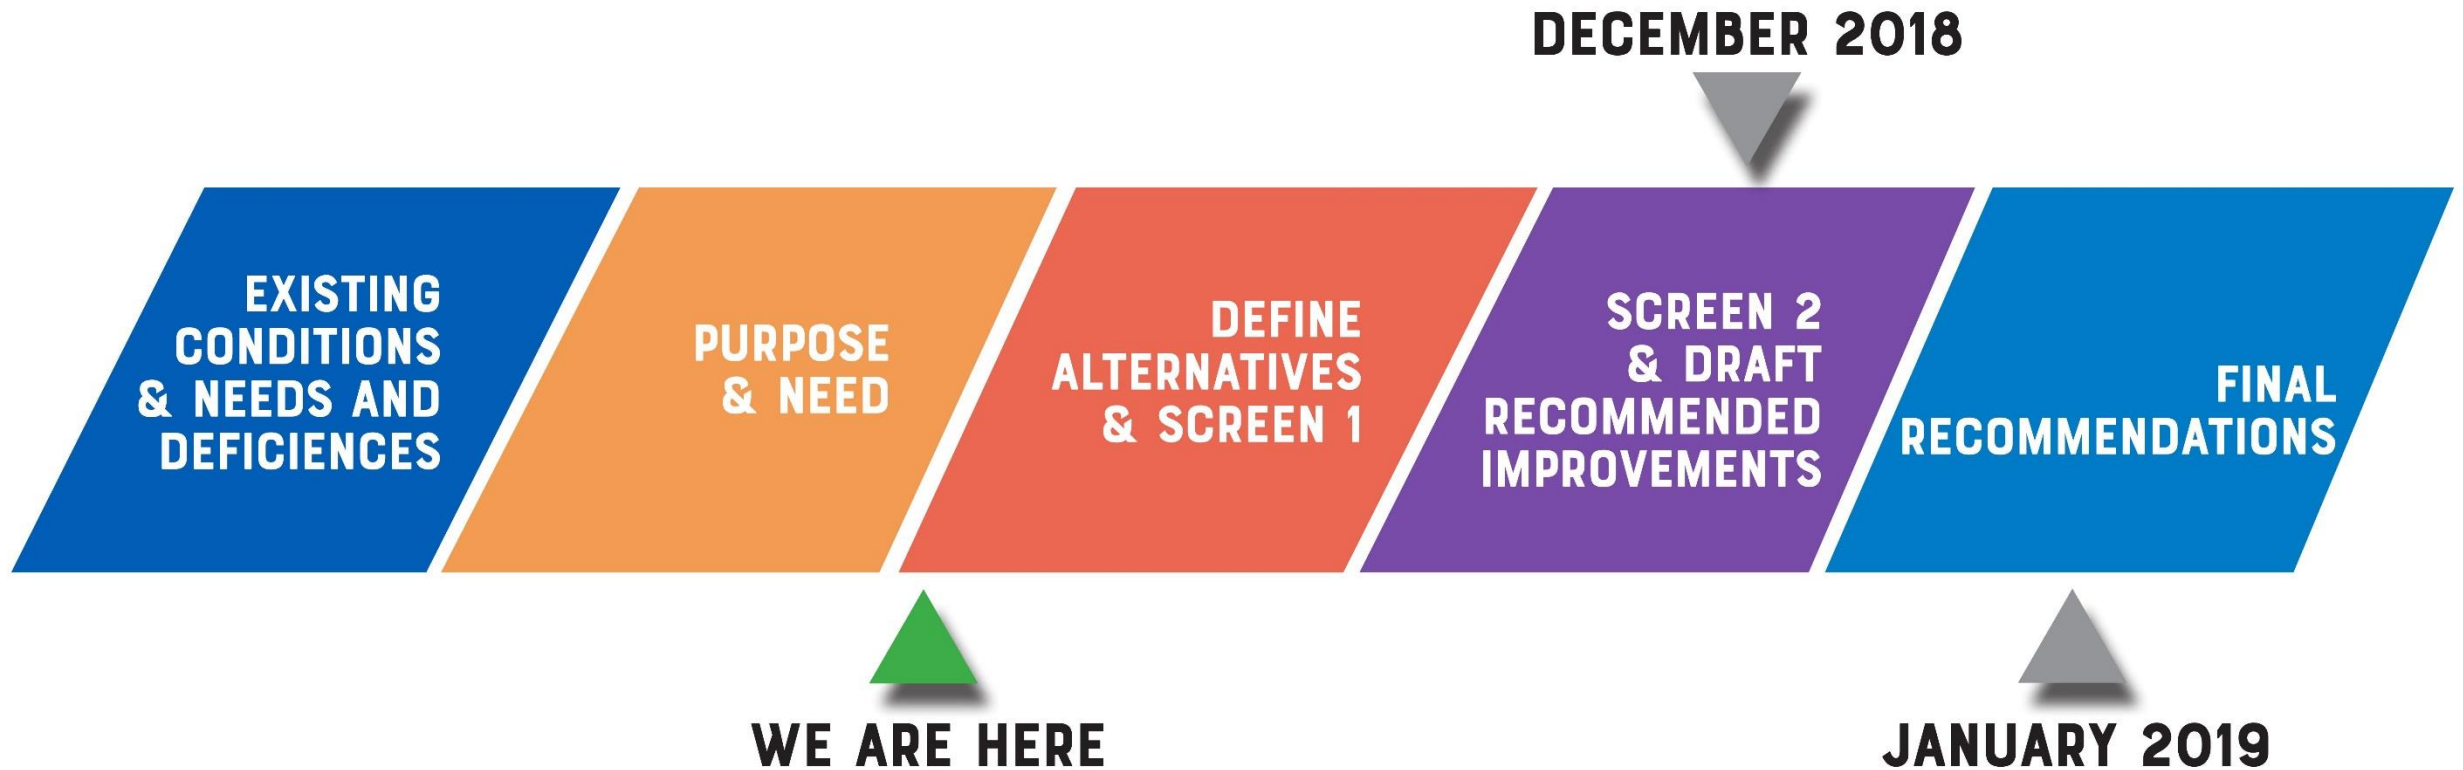 DECEMBER 2018
EXISTING
CONDITIONS
& NEEDS AND
DEFICIENCES
PURPOSE
& NEED
DEFINE
ALTERNATIVES
& SCREEN 1
SCREEN 2
& DRAFT
RECOMMENDED
IMPROVEMENTS
FINAL
RECOMMENDATIONS
WE ARE HERE
JANUARY 2019